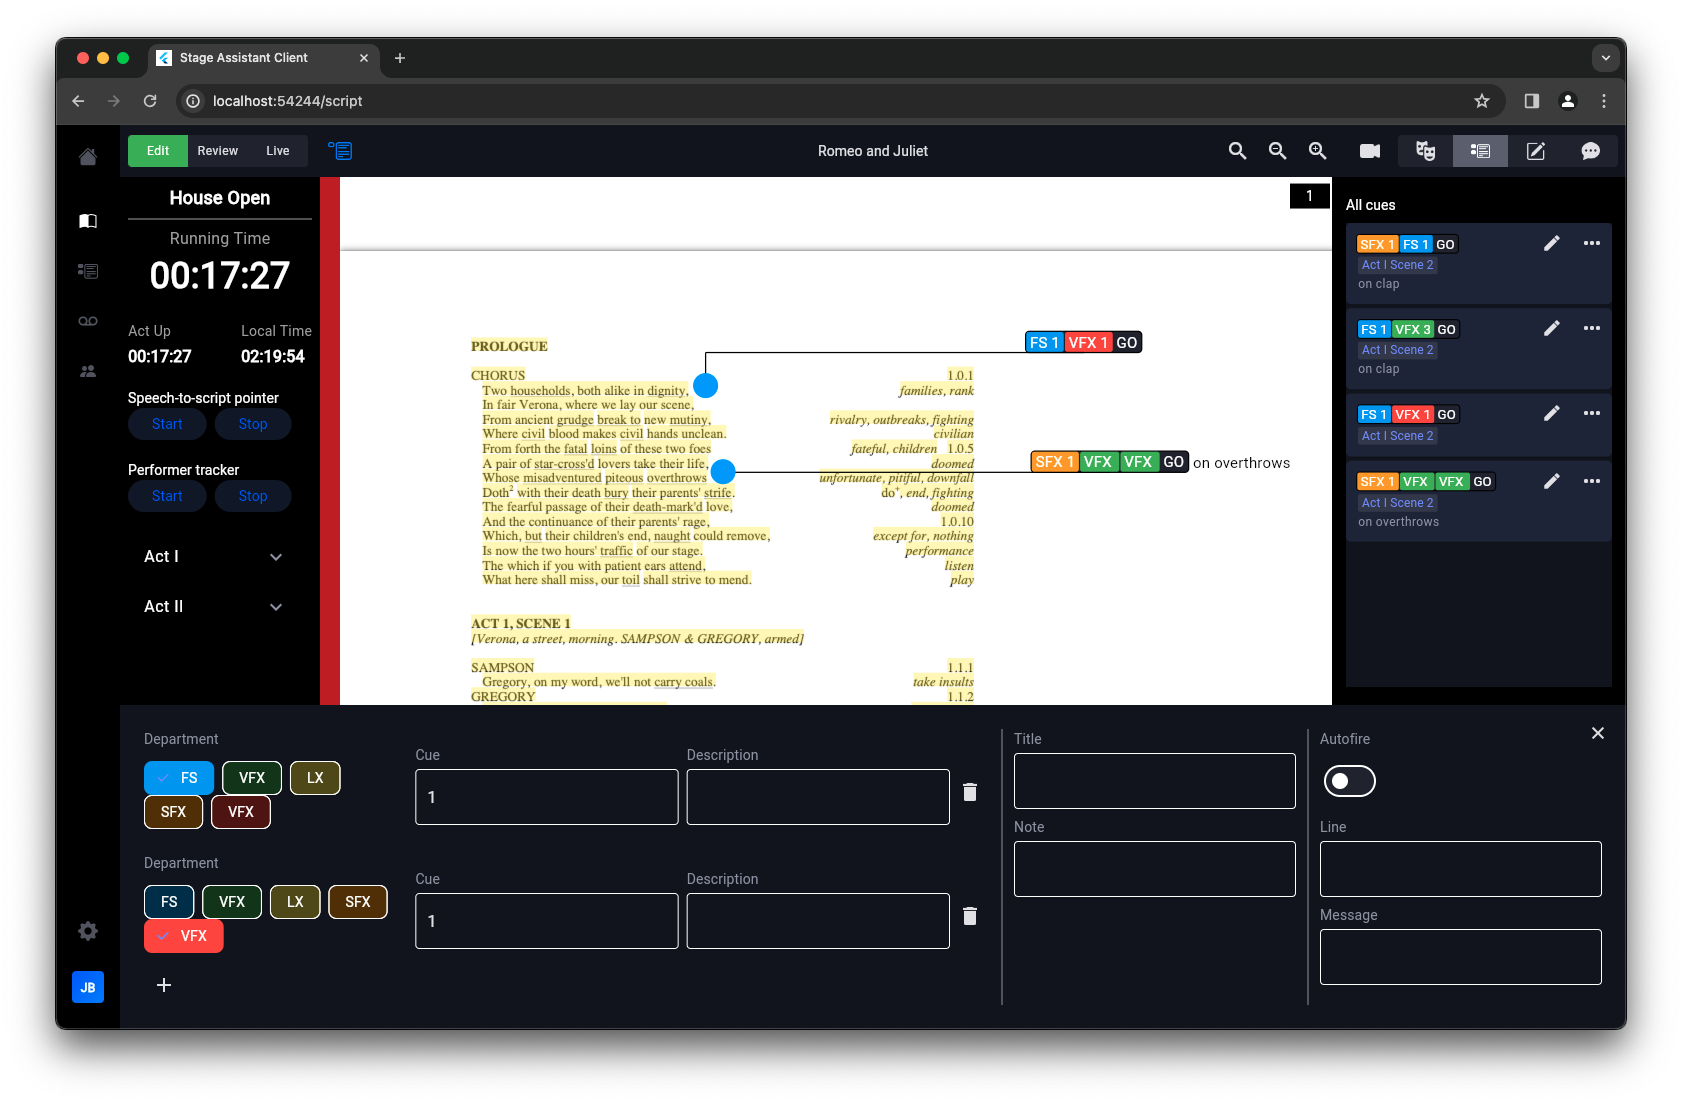 Stage Assistant Client
localhost:54244/script
Edit Review Live
Romeo and Juliet
House Open
Running Time
00:17:27
Act Up Local Time
00:17:27 02:19:54
Speech-to-script pointer
Start Stop
Performer tracker
Start Stop
Act I
Act II
JB
1
PROLOGUE
FS 1 VFX 1 GO
CHORUS 1.0.1
Two households, both alike in dignity, families, rank
In fair Verona, where we lay our scene,
From ancient grudge break to new mutiny, rivalry, outbreaks, fighting
Where civil blood makes civil hands unclean. civilian
From forth the fatal loins of these two foes fateful, children 1.0.5
A pair of star-cross'd lovers take their life, doomed
SFX 1 VFX VFX GO on overthrows
Whose misadventured piteous overthrows unfortunate, pitiful, downfall
Doth2 with their death bury their parents' strife. do+, end, fighting
The fearful passage of their death-mark'd love, doomed
And the continuance of their parents' rage, 1.0.10
Which, but their children's end, naught could remove, except for, nothing
Is now the two hours' traffic of our stage. performance
The which if you with patient ears attend, listen
What here shall miss, our toil shall strive to mend. play
ACT 1, SCENE 1
[Verona, a street, morning. SAMPSON & GREGORY, armed]
SAMPSON 1.1.1
Gregory, on my word, we'll not carry coals. take insults
GREGORY 1.1.2
All cues
SFX 1 FS 1 GO
Act I Scene 2
on clap
FS 1 VFX 3 GO
Act I Scene 2
on clap
FS 1 VFX 1 GO
Act I Scene 2
SFX 1 VFX VFX GO
Act I Scene 2
on overthrows
Department
FS VFX LX
SFX VFX
Cue
1
Description
Department
FS VFX LX SFX
VFX
Cue
1
Description
Title
Note
Autofire
Line
Message